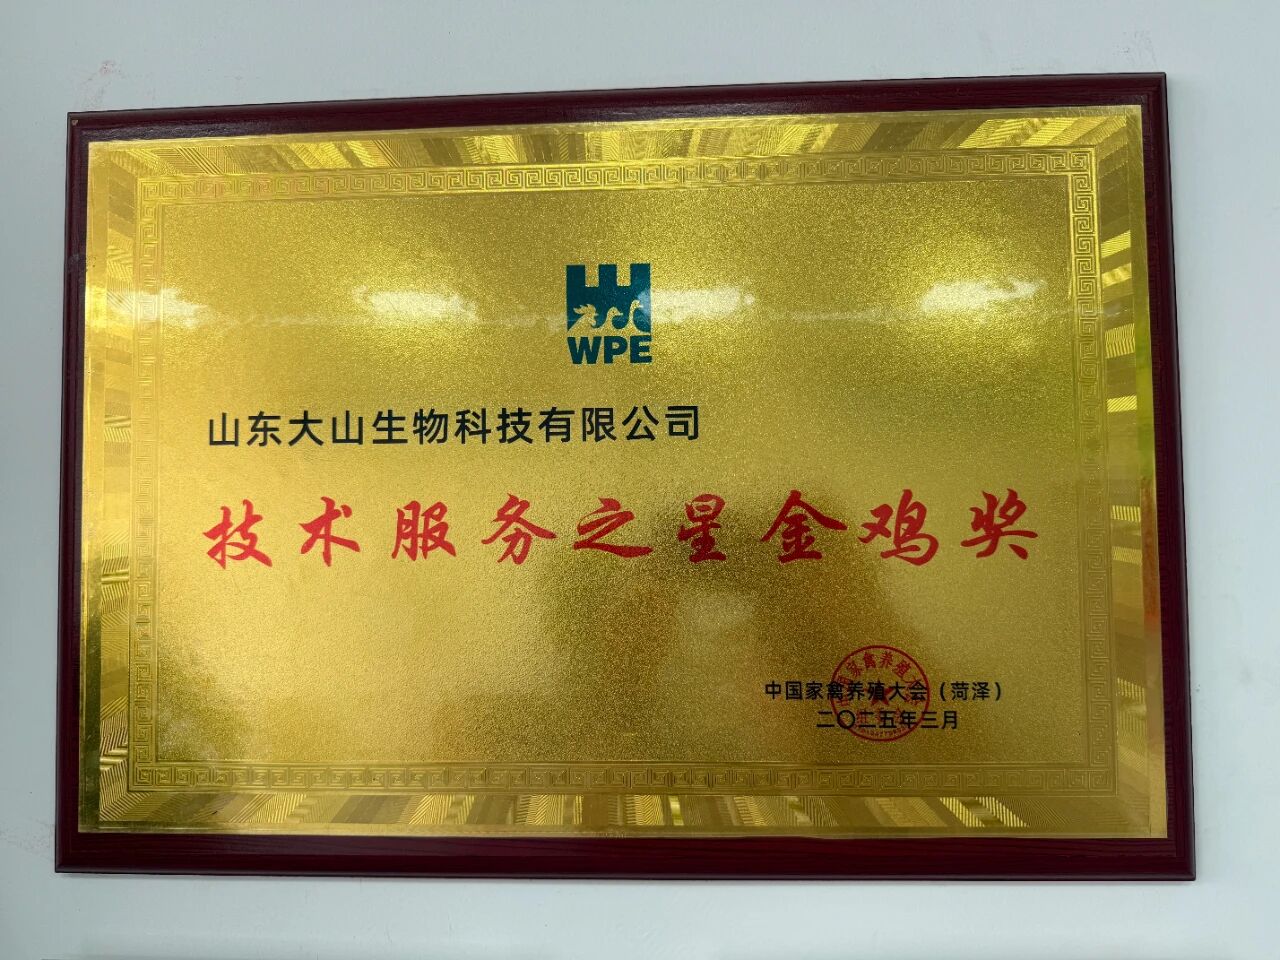 WPE
山东大山生物科技有限公司
技术服务之星金鸡奖
中国家禽养殖大会（菏泽）
二〇二五年三月